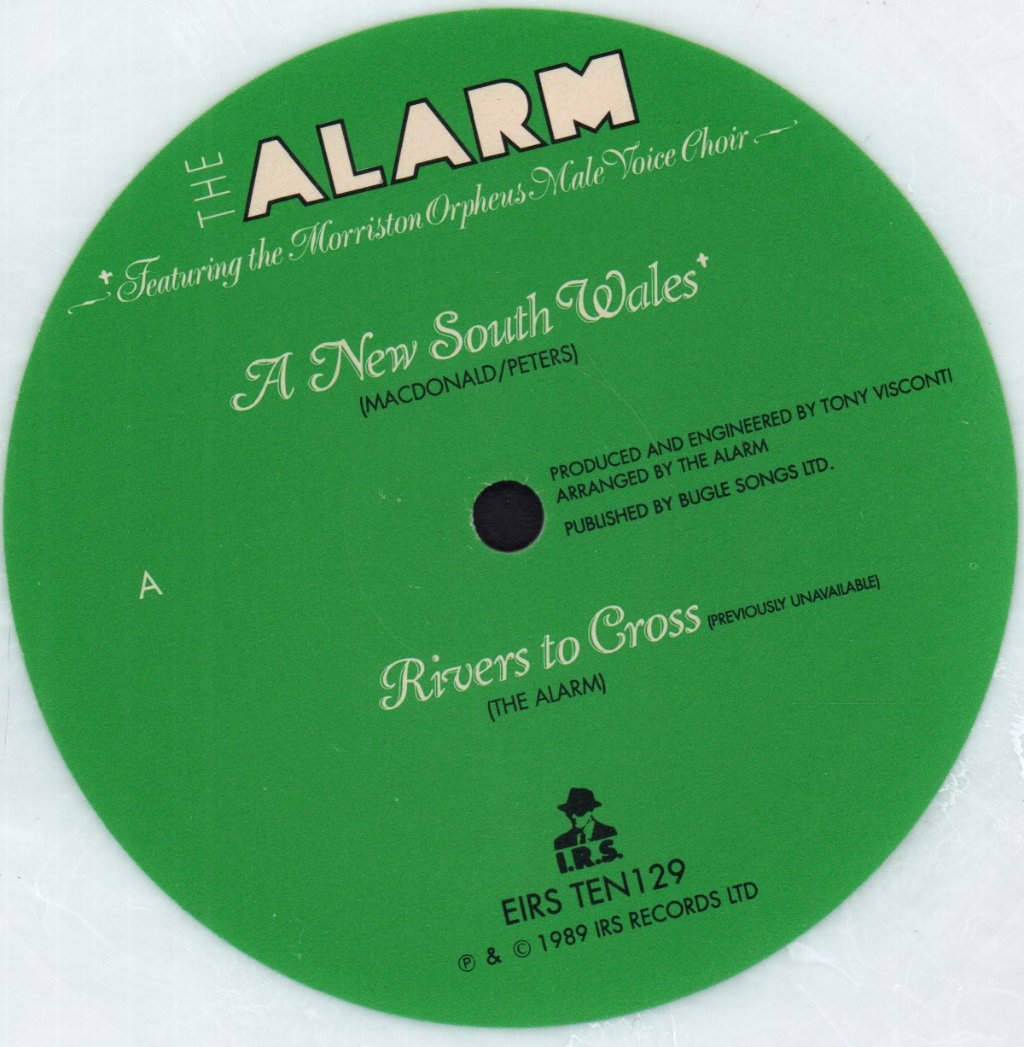 THE ALARM
✝ Featuring the Morriston Orpheus Male Voice Choir
A New South Wales ✝
(MACDONALD/PETERS)
PRODUCED AND ENGINEERED BY TONY VISCONTI
ARRANGED BY THE ALARM
PUBLISHED BY BUGLE SONGS LTD.
A
Rivers to Cross (PREVIOUSLY UNAVAILABLE)
(THE ALARM)
I.R.S.
EIRS TEN129
℗ & © 1989 IRS RECORDS LTD